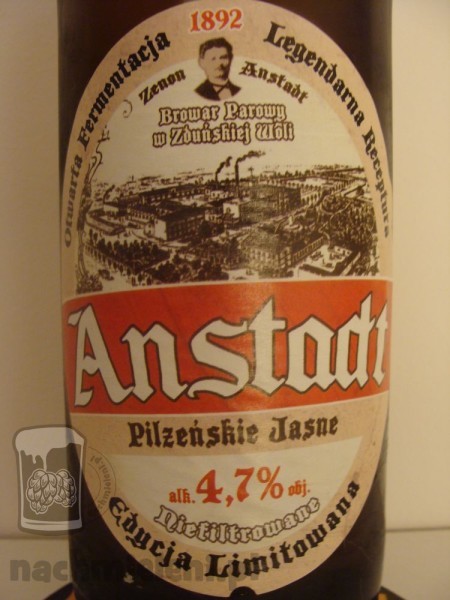 1892
Otwarta Fermentacja
Legendarna Receptura
Zenon Anstadt
Browar Parowy
w Zduńskiej Woli
Anstadt
Pilzeńskie Jasne
alk. 4,7% obj.
Niefiltrowane
Edycja Limitowana